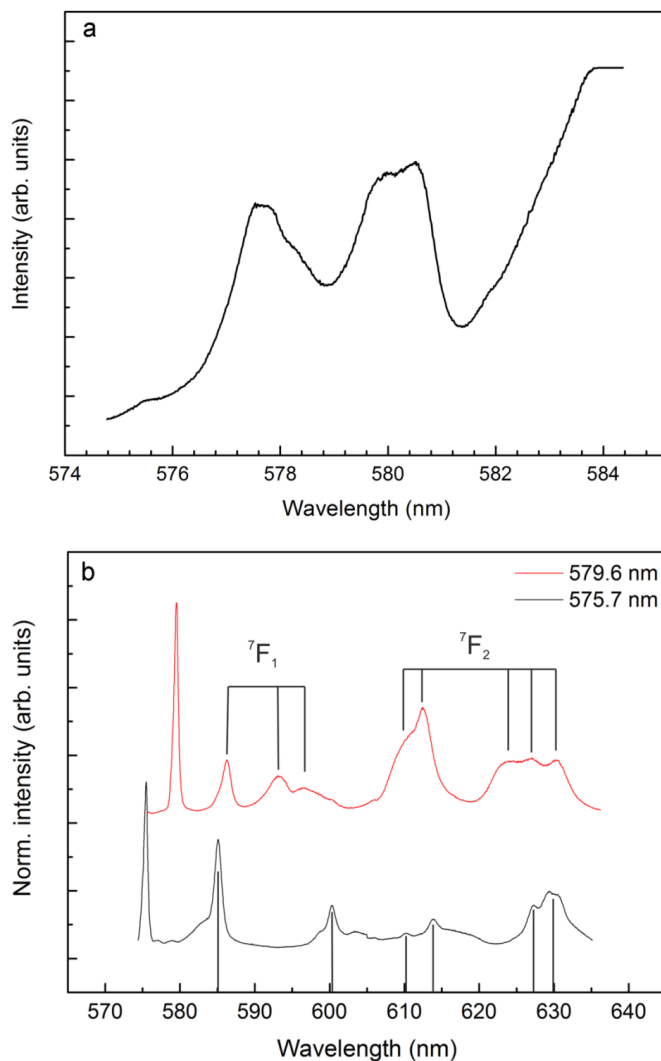 a
Intensity (arb. units)
574 576 578 580 582 584
Wavelength (nm)
b
579.6 nm
575.7 nm
⁷F₁
⁷F₂
Norm. intensity (arb. units)
570 580 590 600 610 620 630 640
Wavelength (nm)